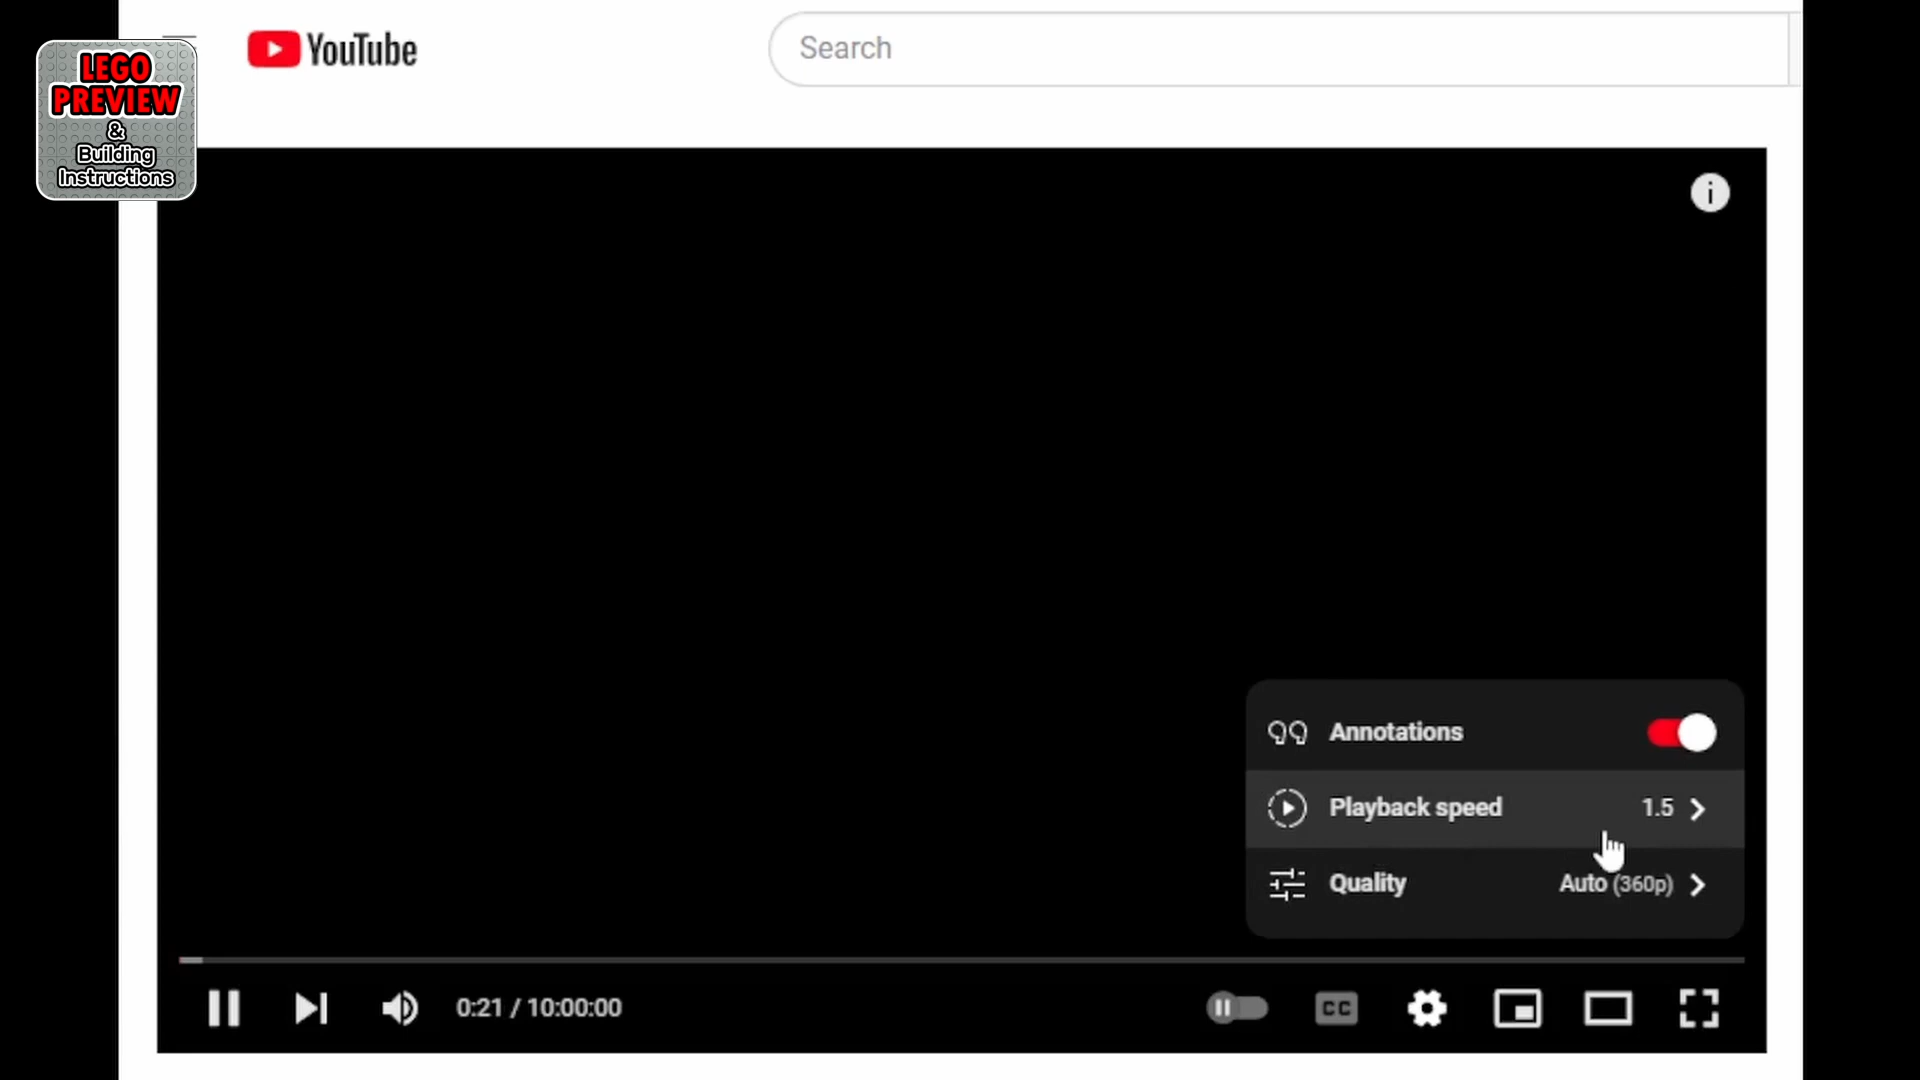 LEGO
PREVIEW
&
Building
Instructions
YouTube
Search
i
Annotations
Playback speed 1.5
Quality Auto (360p)
0:21 / 10:00:00
CC